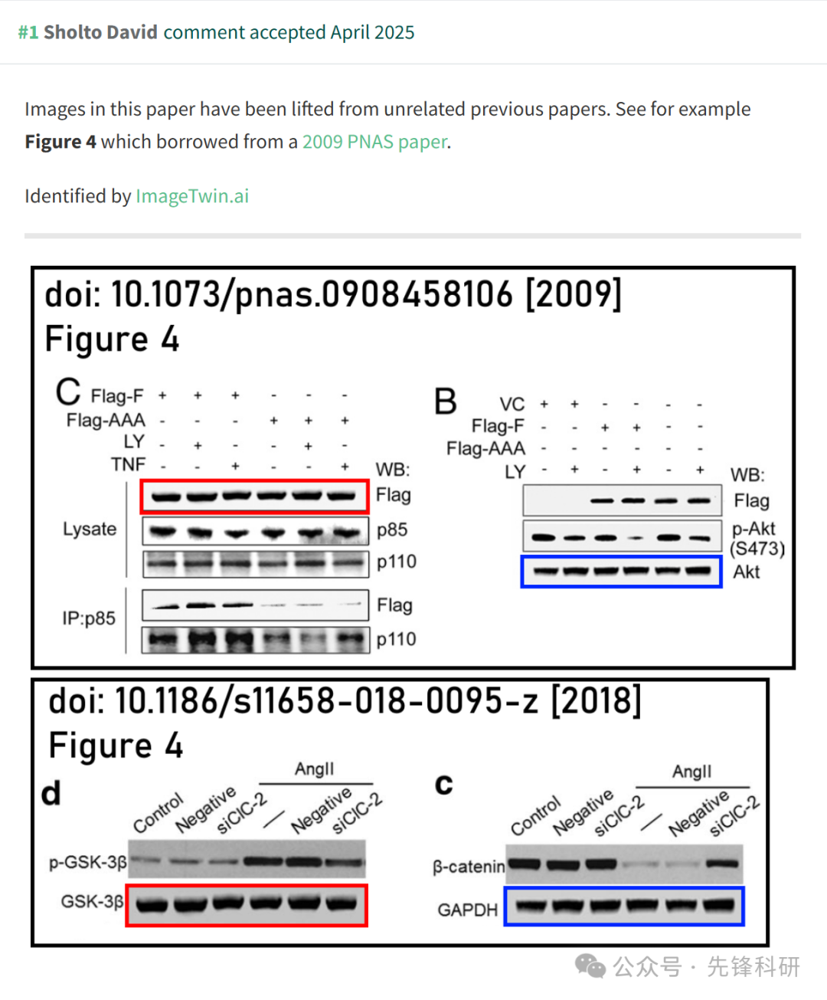 #1 Sholto David comment accepted April 2025
Images in this paper have been lifted from unrelated previous papers. See for example
Figure 4 which borrowed from a 2009 PNAS paper.
Identified by ImageTwin.ai
doi: 10.1073/pnas.0908458106 [2009]
Figure 4
C
Flag-F + + + - - -
Flag-AAA - - - + + +
LY - + - - + -
TNF - - + - - +
WB:
Lysate
Flag
p85
p110
IP:p85
Flag
p110
B
VC + + - - - -
Flag-F - - + + - -
Flag-AAA - - - - - -
LY - + - + - +
WB:
Flag
p-Akt
(S473)
Akt
doi: 10.1186/s11658-018-0095-z [2018]
Figure 4
d
AngII
Control Negative siClC-2 — Negative siClC-2
p-GSK-3β
GSK-3β
c
AngII
Control Negative siClC-2 — Negative siClC-2
β-catenin
GAPDH
公众号 · 先锋科研